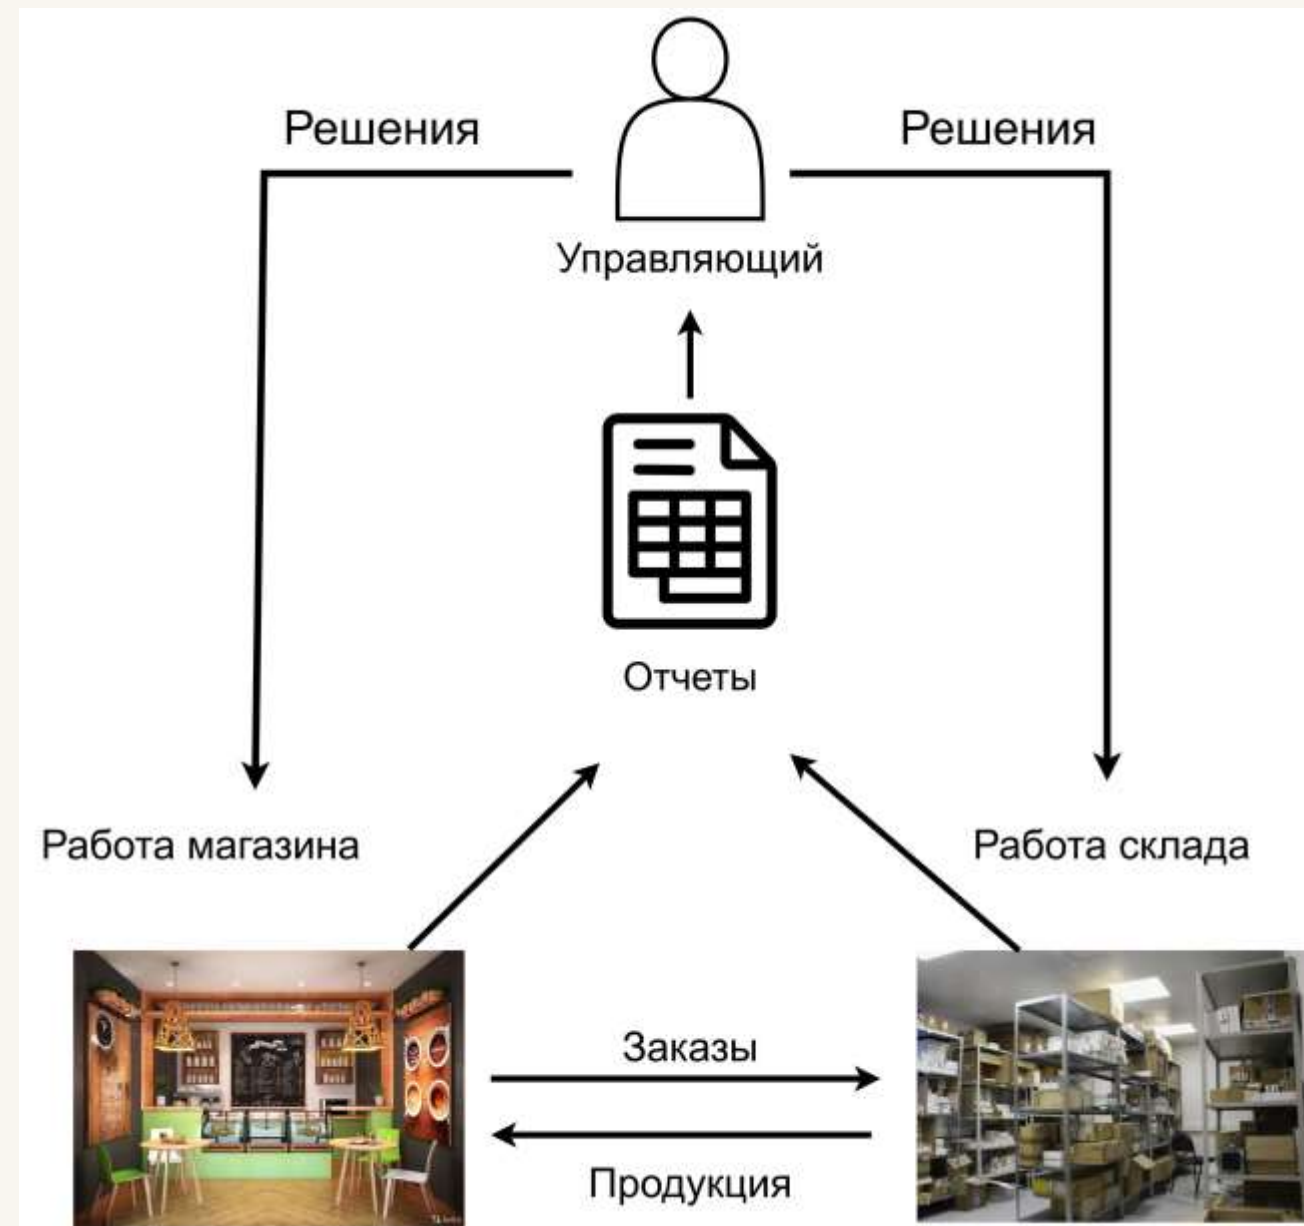 Решения
Решения
Управляющий
Отчеты
Работа магазина
Работа склада
Заказы
Продукция